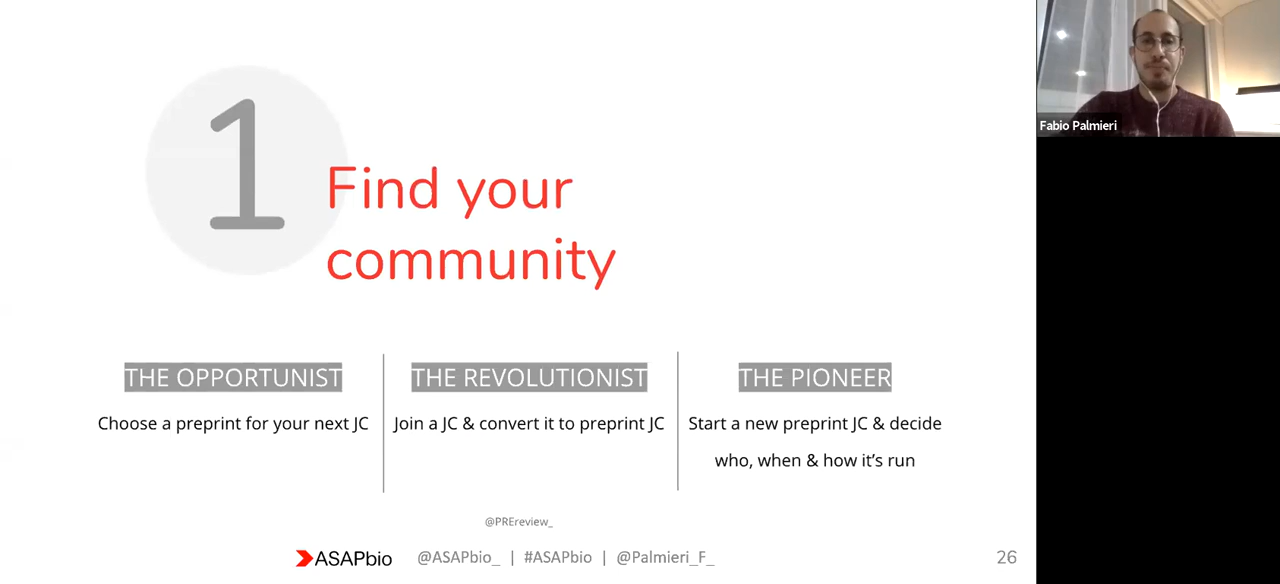 1
Find your
community
THE OPPORTUNIST
Choose a preprint for your next JC
THE REVOLUTIONIST
Join a JC & convert it to preprint JC
THE PIONEER
Start a new preprint JC & decide
who, when & how it’s run
@PREreview_
ASAPbio @ASAPbio_ | #ASAPbio | @Palmieri_F_
26
Fabio Palmieri